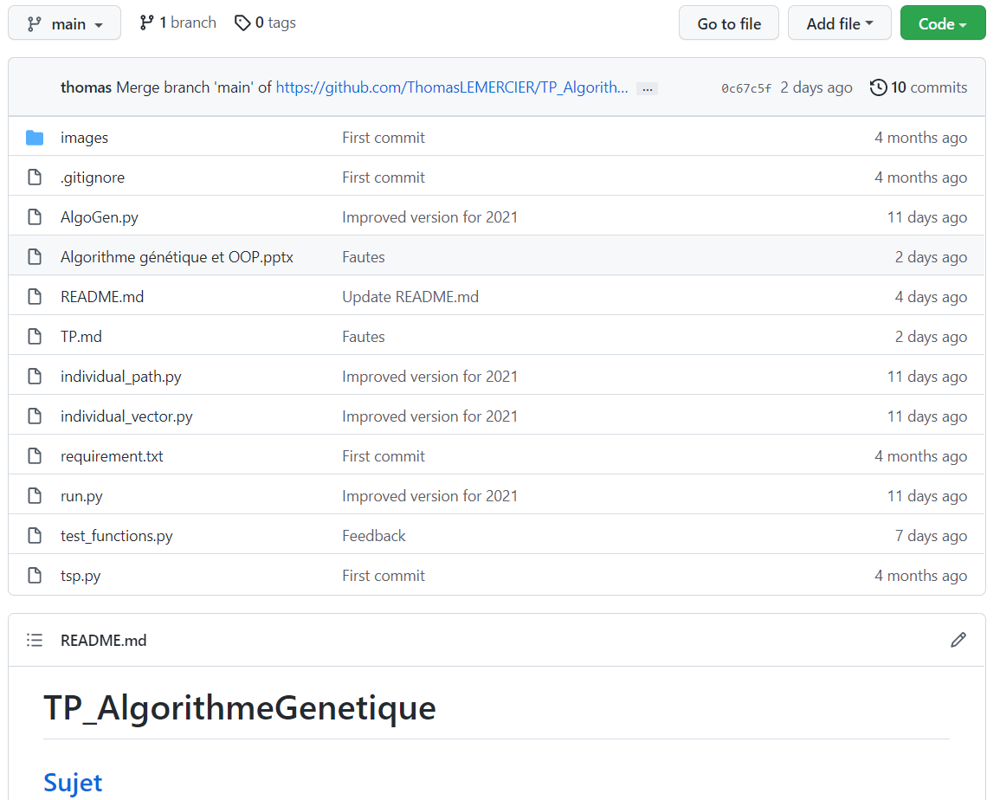 main 1 branch 0 tags Go to file Add file Code
thomas Merge branch 'main' of https://github.com/ThomasLEMERCIER/TP_Algorith... ... 0c67c5f 2 days ago 10 commits
images First commit 4 months ago
.gitignore First commit 4 months ago
AlgoGen.py Improved version for 2021 11 days ago
Algorithme génétique et OOP.pptx Fautes 2 days ago
README.md Update README.md 4 days ago
TP.md Fautes 2 days ago
individual_path.py Improved version for 2021 11 days ago
individual_vector.py Improved version for 2021 11 days ago
requirement.txt First commit 4 months ago
run.py Improved version for 2021 11 days ago
test_functions.py Feedback 7 days ago
tsp.py First commit 4 months ago
README.md
TP_AlgorithmeGenetique
Sujet